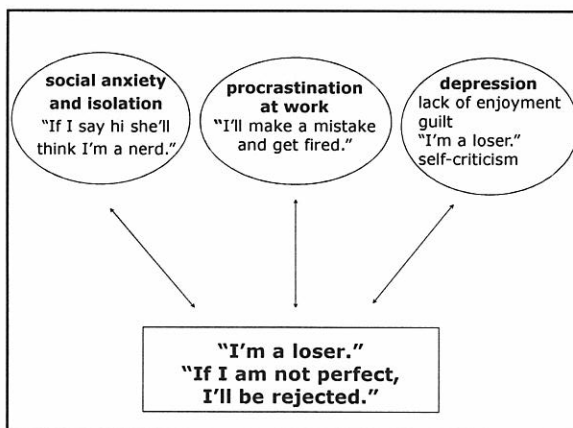 social anxiety
and isolation
“If I say hi she’ll
think I’m a nerd.”
procrastination
at work
“I’ll make a mistake
and get fired.”
depression
lack of enjoyment
guilt
“I’m a loser.”
self-criticism
“I’m a loser.”
“If I am not perfect,
I’ll be rejected.”